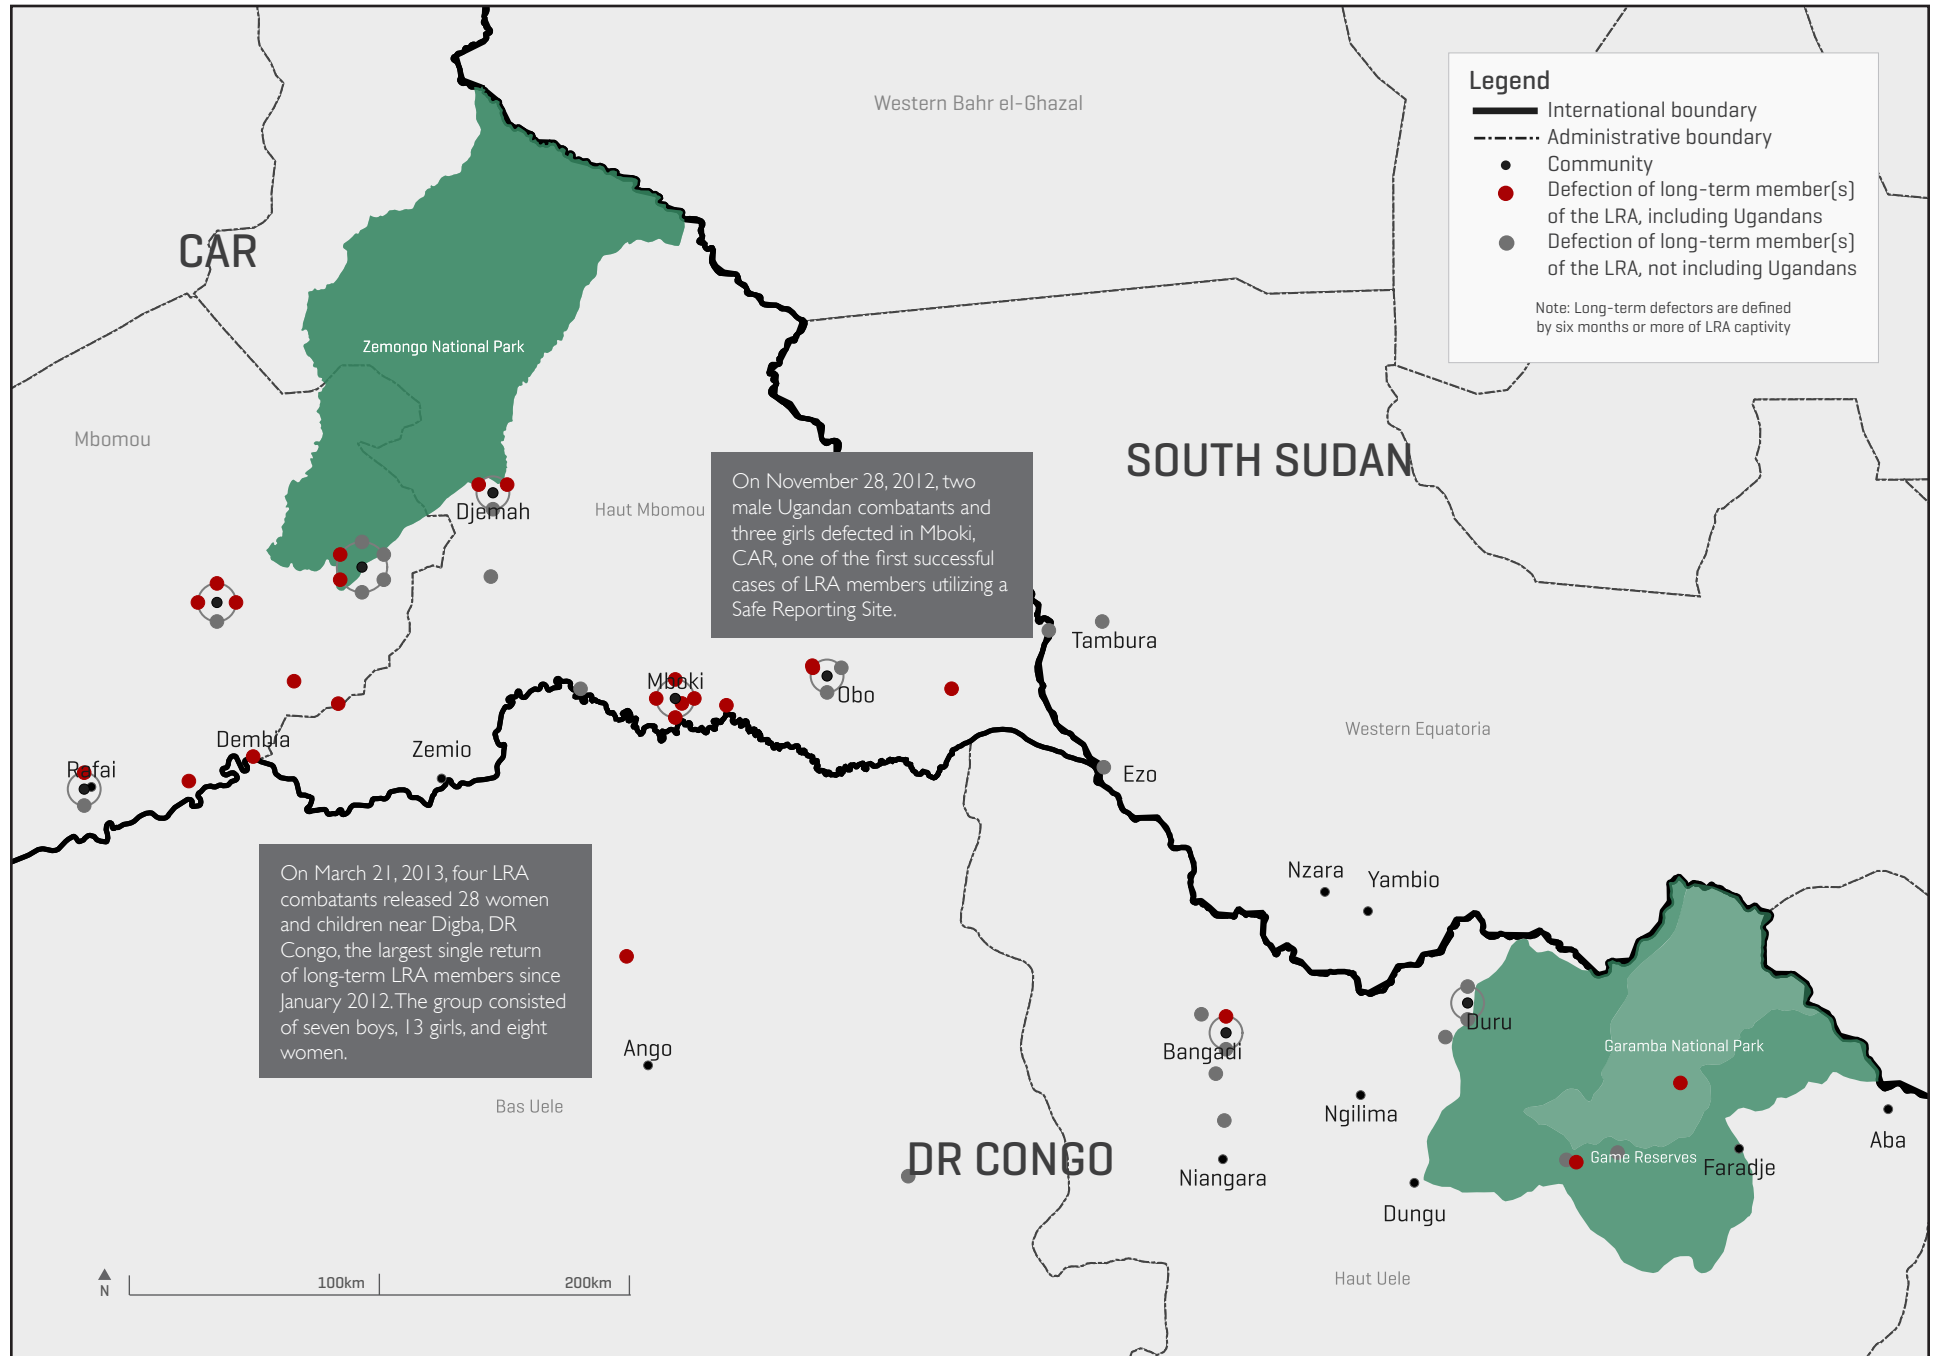 Western Bahr el-Ghazal
Legend
International boundary
Administrative boundary
Community
Defection of long-term member(s)
of the LRA, including Ugandans
Defection of long-term member(s)
of the LRA, not including Ugandans
Note: Long-term defectors are defined
by six months or more of LRA captivity
CAR
Zemongo National Park
Mbomou
SOUTH SUDAN
Djemah
Haut Mbomou
On November 28, 2012, two
male Ugandan combatants and
three girls defected in Mboki,
CAR, one of the first successful
cases of LRA members utilizing a
Safe Reporting Site.
Tambura
Mboki
Obo
Western Equatoria
Dembia
Zemio
Rafai
Ezo
On March 21, 2013, four LRA
combatants released 28 women
and children near Digba, DR
Congo, the largest single return
of long-term LRA members since
January 2012. The group consisted
of seven boys, 13 girls, and eight
women.
Nzara
Yambio
Duru
Ango
Bangadi
Garamba National Park
Bas Uele
Ngilima
Aba
DR CONGO
Game Reserves
Faradje
Niangara
Dungu
Haut Uele
N
100km
200km